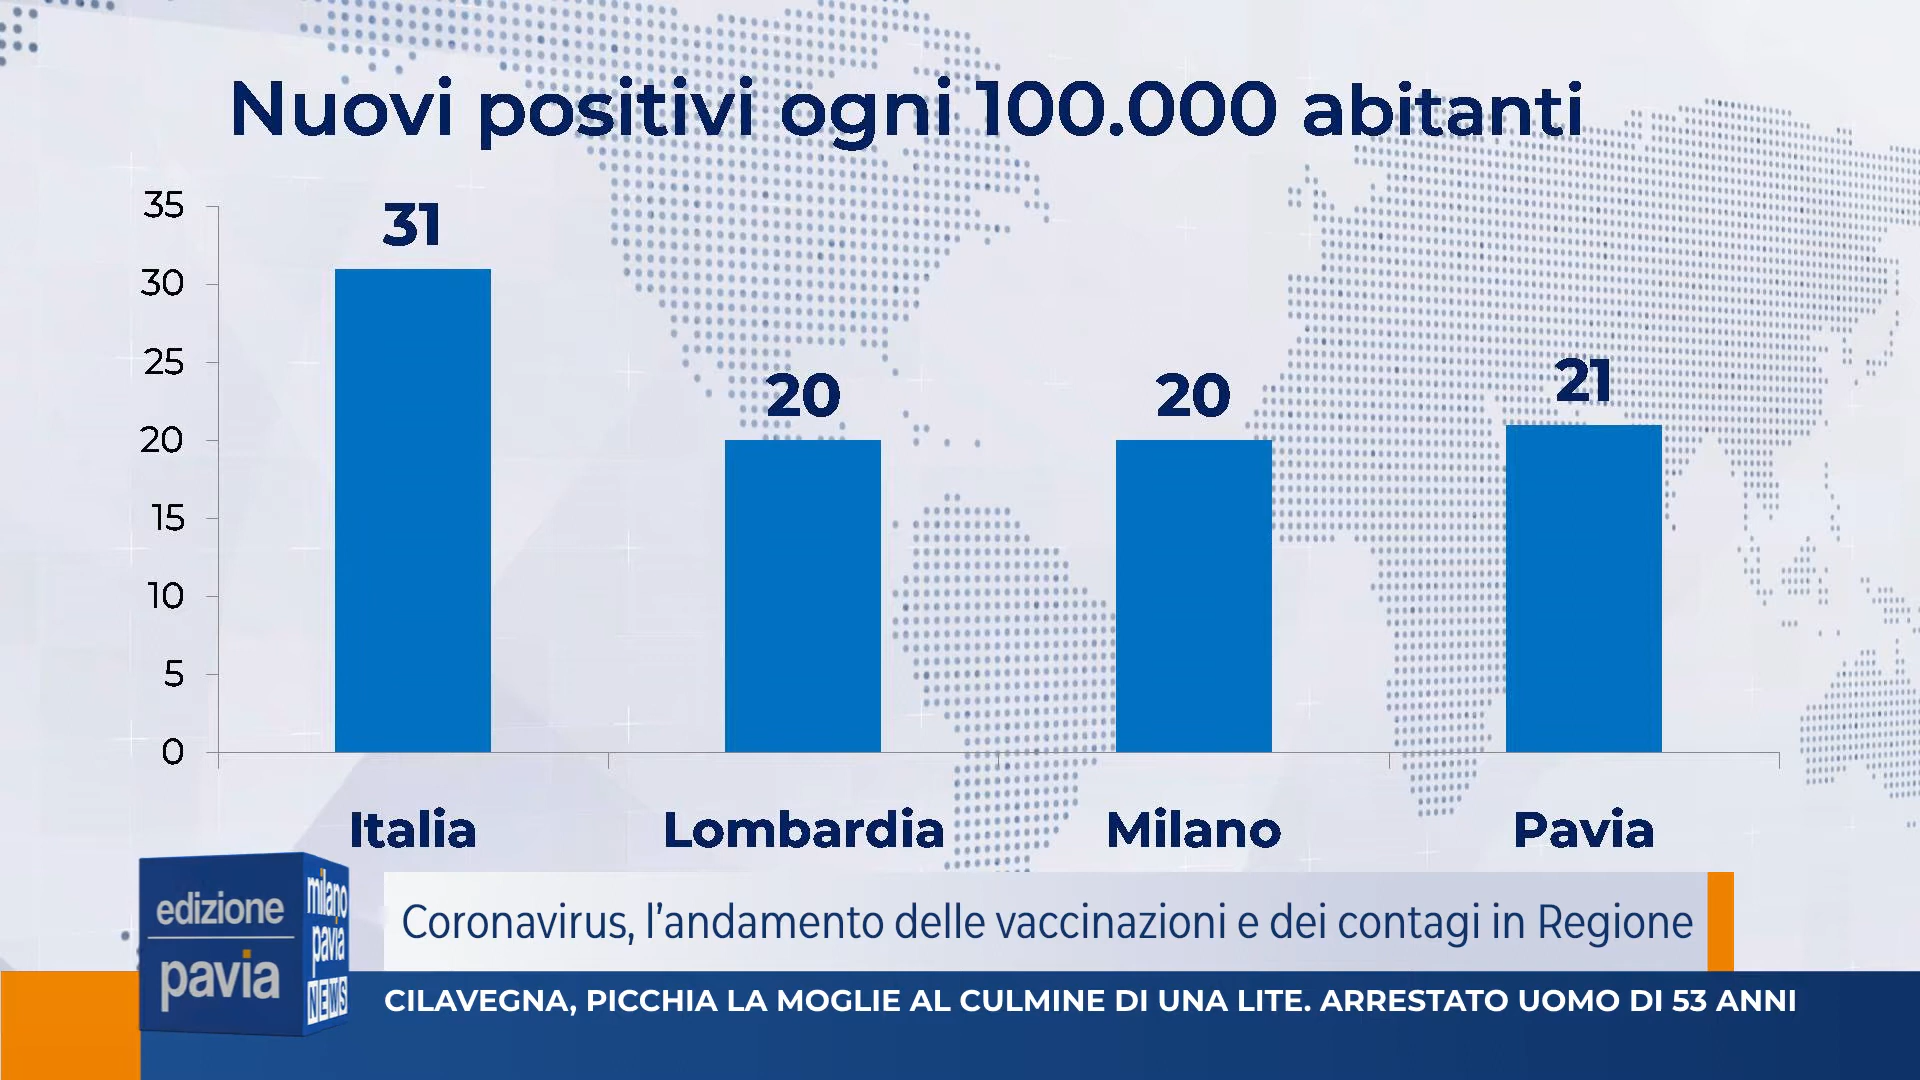 Nuovi positivi ogni 100.000 abitanti
35
30
25
20
15
10
5
0
31
20
20
21
Italia
Lombardia
Milano
Pavia
edizione
pavia
milano
pavia
NEWS
Coronavirus, l'andamento delle vaccinazioni e dei contagi in Regione
CILAVEGNA, PICCHIA LA MOGLIE AL CULMINE DI UNA LITE. ARRESTATO UOMO DI 53 ANNI